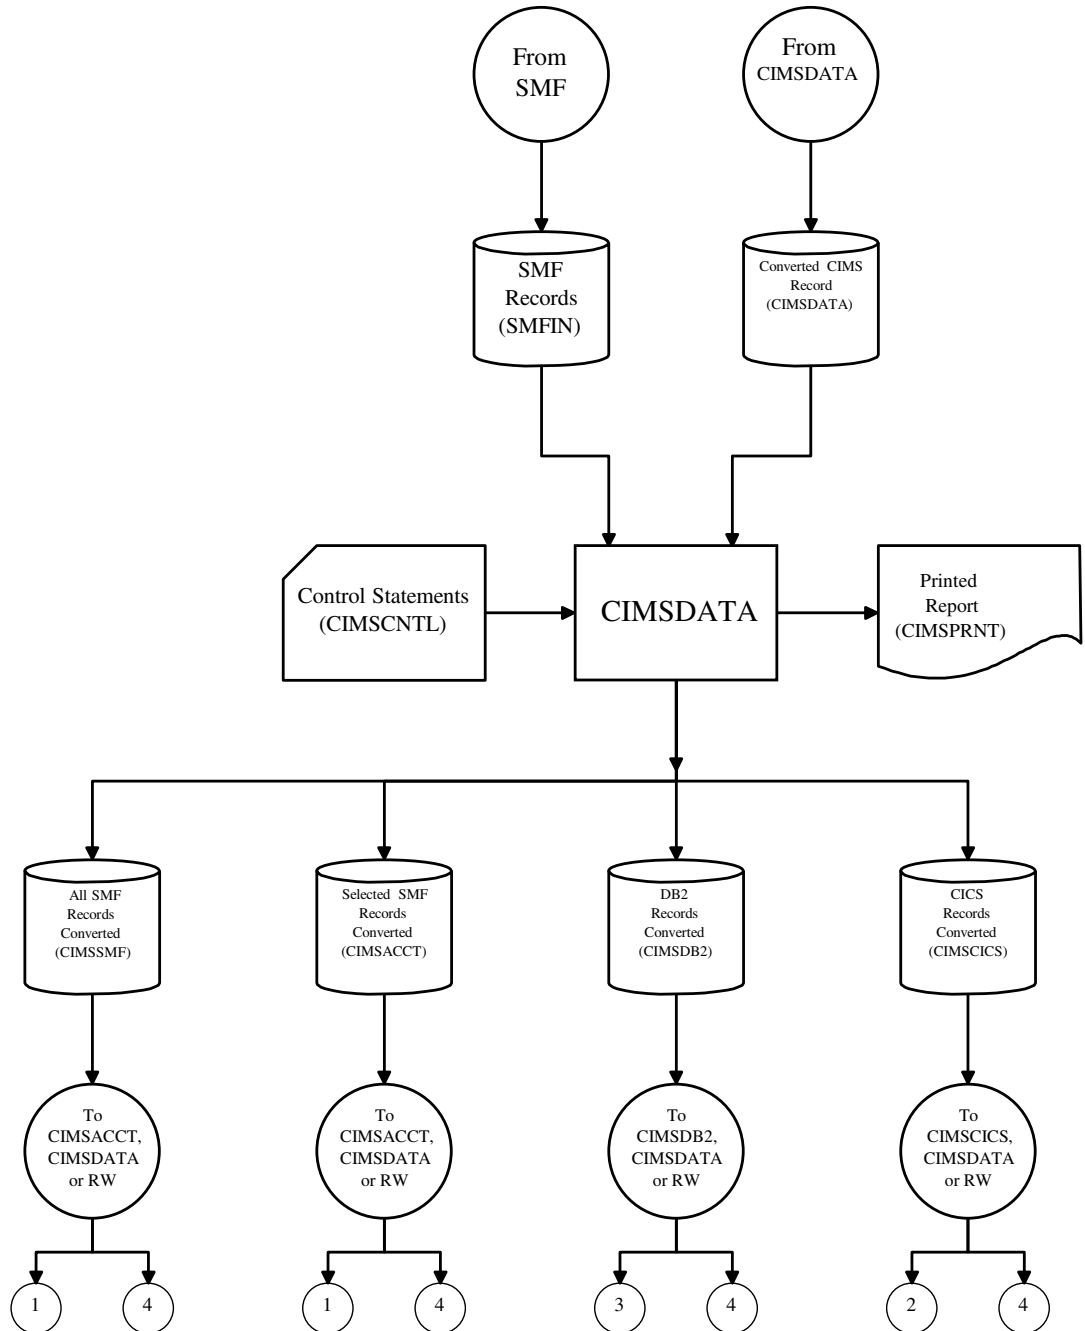 From
SMF
From
CIMSDATA
SMF
Records
(SMFIN)
Converted CIMS
Record
(CIMSDATA)
Control Statements
(CIMSCNTL)
CIMSDATA
Printed
Report
(CIMSPRNT)
All SMF
Records
Converted
(CIMSSMF)
Selected SMF
Records
Converted
(CIMSACCT)
DB2
Records
Converted
(CIMSDB2)
CICS
Records
Converted
(CIMSCICS)
To
CIMSACCT,
CIMSDATA
or RW
To
CIMSACCT,
CIMSDATA
or RW
To
CIMSDB2,
CIMSDATA
or RW
To
CIMSCICS,
CIMSDATA
or RW
1
4
1
4
3
4
2
4